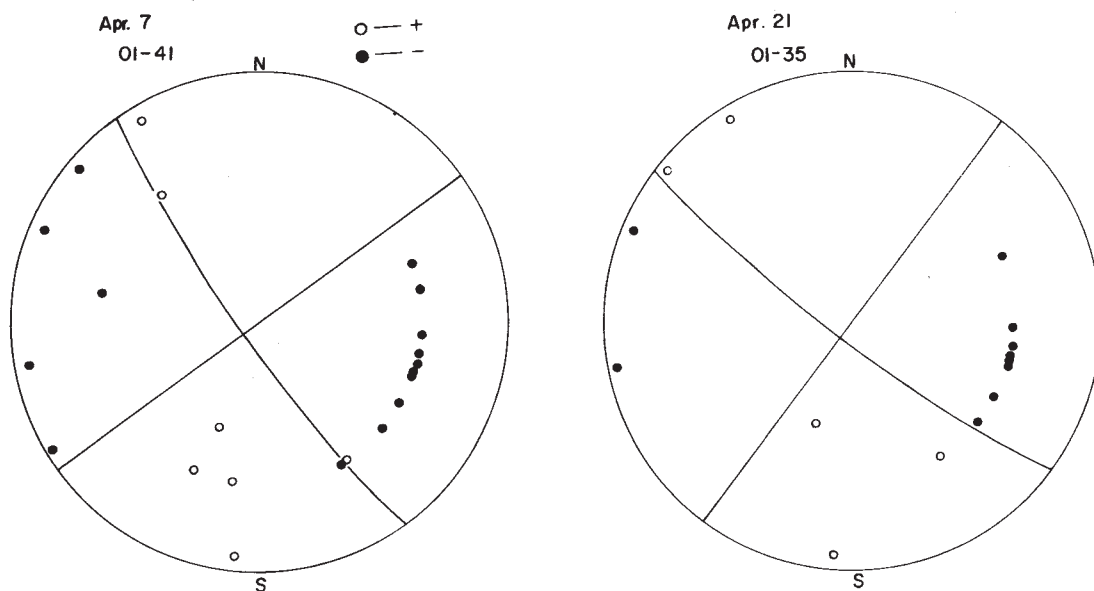 Apr. 7
01-41
○ — +
● — -
N
S
Apr. 21
01-35
N
S